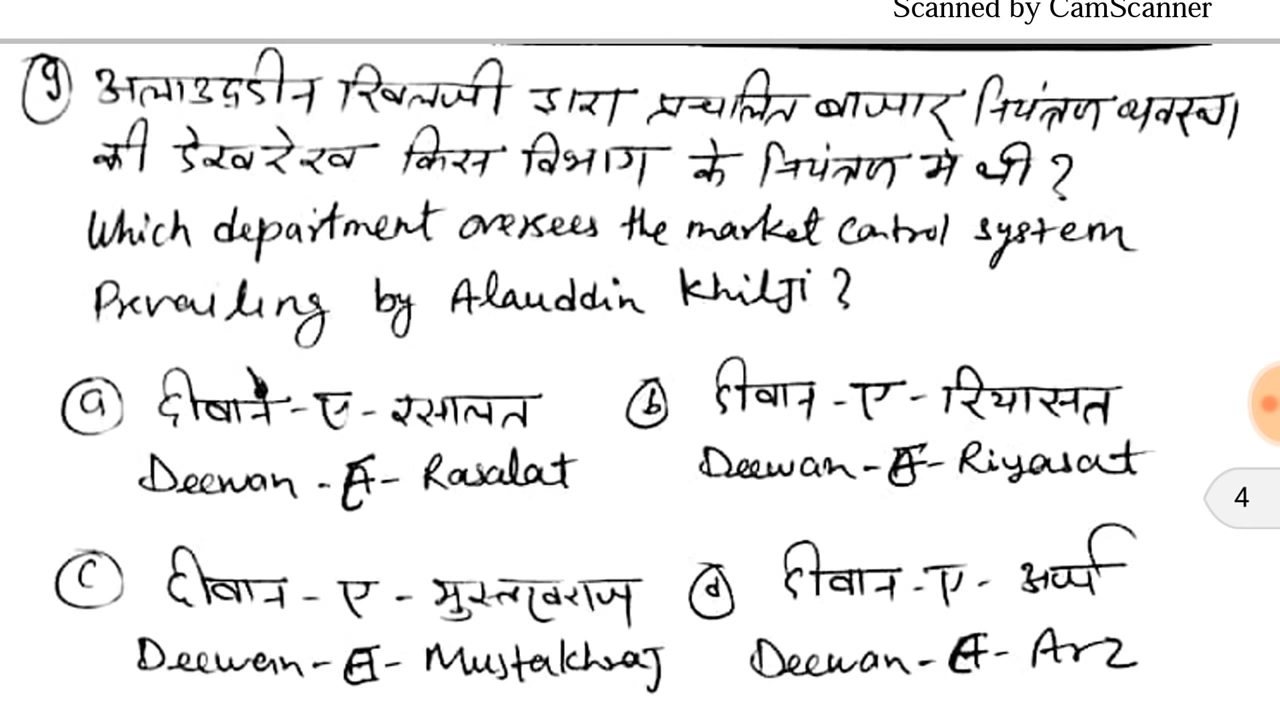 Scanned by CamScanner
9 अलाउद्दीन खिलजी द्वारा प्रचलित बाजार नियंत्रण व्यवस्था
की देखरेख किस विभाग के नियंत्रण मे थी?
Which department oversees the market control system
Prevailing by Alauddin Khilji?
a दीवाने-ए-रसालत b दीवान-ए-रियासत
Deewan-E-Rasalat Deewan-E-Riyasat
c दीवान-ए-मुस्तखराज d दीवान-ए-अर्ज
Deewan-E-Mustakhraj Deewan-E-Arz
4